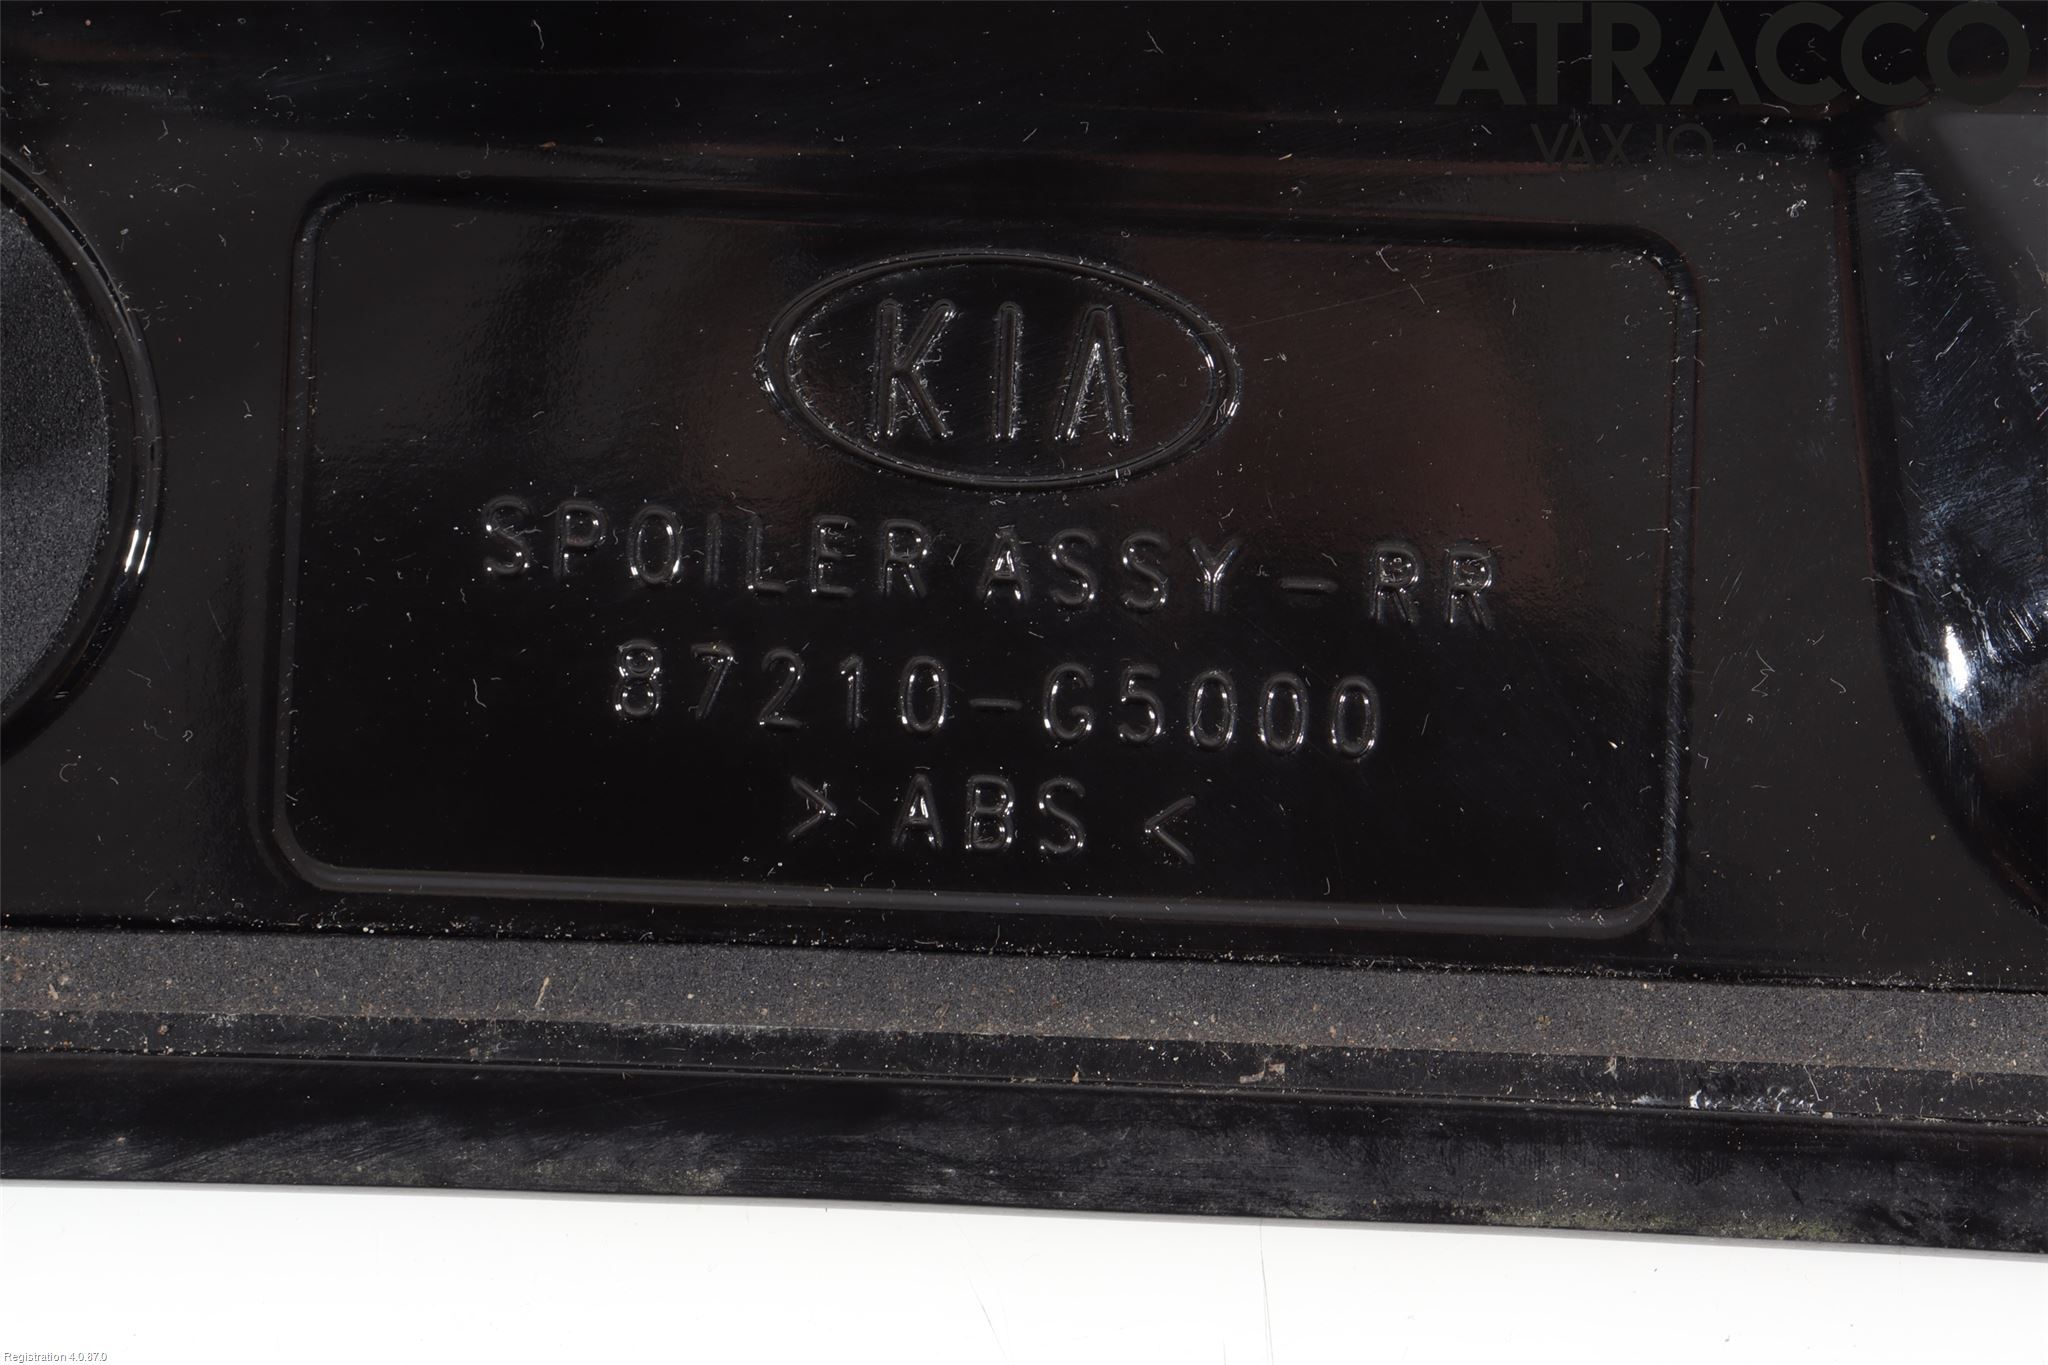 ATRACCO
VAXJO
KIA
SPOILER ASSY-RR
87210-G5000
>ABS<
Registration 4.0.87.0